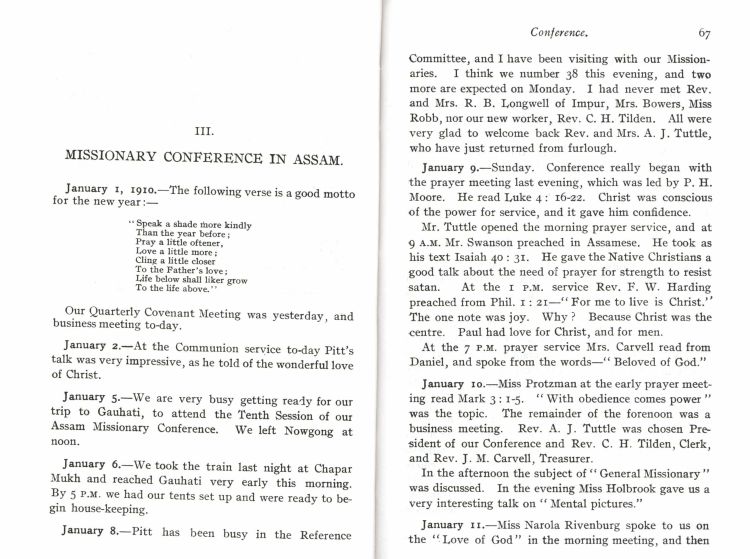 III.
MISSIONARY CONFERENCE IN ASSAM.
January 1, 1910.—The following verse is a good motto
for the new year:—
"Speak a shade more kindly
Than the year before;
Pray a little oftener,
Love a little more;
Cling a little closer
To the Father's love;
Life below shall liker grow
To the life above."
Our Quarterly Covenant Meeting was yesterday, and
business meeting to-day.
January 2.—At the Communion service to-day Pitt's
talk was very impressive, as he told of the wonderful love
of Christ.
January 5.—We are very busy getting ready for our
trip to Gauhati, to attend the Tenth Session of our
Assam Missionary Conference. We left Nowgong at
noon.
January 6.—We took the train last night at Chapar
Mukh and reached Gauhati very early this morning.
By 5 P.M. we had our tents set up and were ready to be-
gin house-keeping.
January 8.—Pitt has been busy in the Reference
Conference. 67
Committee, and I have been visiting with our Mission-
aries. I think we number 38 this evening, and two
more are expected on Monday. I had never met Rev.
and Mrs. R. B. Longwell of Impur, Mrs. Bowers, Miss
Robb, nor our new worker, Rev. C. H. Tilden. All were
very glad to welcome back Rev. and Mrs. A. J. Tuttle,
who have just returned from furlough.
January 9.—Sunday. Conference really began with
the prayer meeting last evening, which was led by P. H.
Moore. He read Luke 4: 16-22. Christ was conscious
of the power for service, and it gave him confidence.
Mr. Tuttle opened the morning prayer service, and at
9 A.M. Mr. Swanson preached in Assamese. He took as
his text Isaiah 40: 31. He gave the Native Christians a
good talk about the need of prayer for strength to resist
satan. At the 1 P.M. service Rev. F. W. Harding
preached from Phil. 1: 21—"For me to live is Christ."
The one note was joy. Why? Because Christ was the
centre. Paul had love for Christ, and for men.
At the 7 P.M. prayer service Mrs. Carvell read from
Daniel, and spoke from the words—"Beloved of God."
January 10.—Miss Protzman at the early prayer meet-
ing read Mark 3: 1-5. "With obedience comes power"
was the topic. The remainder of the forenoon was a
business meeting. Rev. A. J. Tuttle was chosen Pre-
sident of our Conference and Rev. C. H. Tilden, Clerk,
and Rev. J. M. Carvell, Treasurer.
In the afternoon the subject of "General Missionary"
was discussed. In the evening Miss Holbrook gave us a
very interesting talk on "Mental pictures."
January 11.—Miss Narola Rivenburg spoke to us on
the "Love of God" in the morning meeting, and then